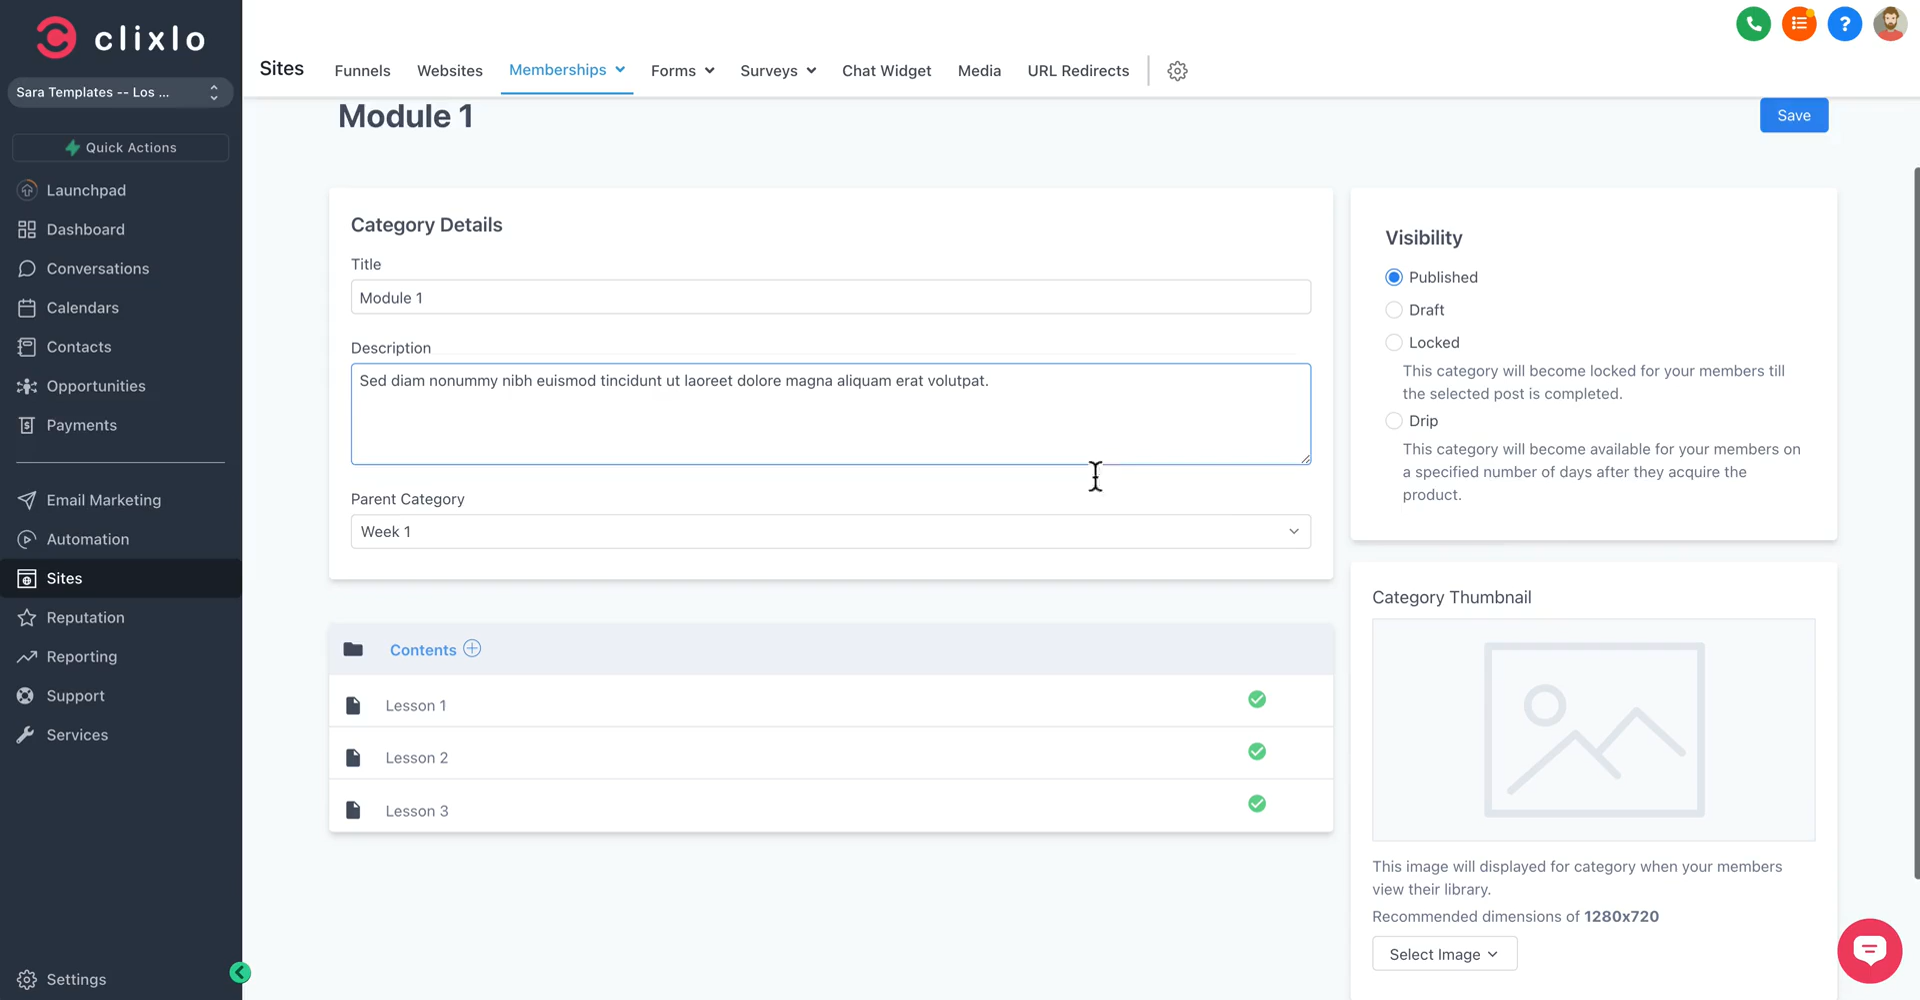 clixlo
Sara Templates -- Los ...
Quick Actions
Launchpad
Dashboard
Conversations
Calendars
Contacts
Opportunities
Payments
Email Marketing
Automation
Sites
Reputation
Reporting
Support
Services
Settings
Sites
Funnels
Websites
Memberships
Forms
Surveys
Chat Widget
Media
URL Redirects
?
Module 1
Save
Category Details
Title
Module 1
Description
Sed diam nonummy nibh euismod tincidunt ut laoreet dolore magna aliquam erat volutpat.
Parent Category
Week 1
Contents
Lesson 1
Lesson 2
Lesson 3
Visibility
Published
Draft
Locked
This category will become locked for your members till
the selected post is completed.
Drip
This category will become available for your members on
a specified number of days after they acquire the
product.
Category Thumbnail
This image will displayed for category when your members
view their library.
Recommended dimensions of 1280x720
Select Image